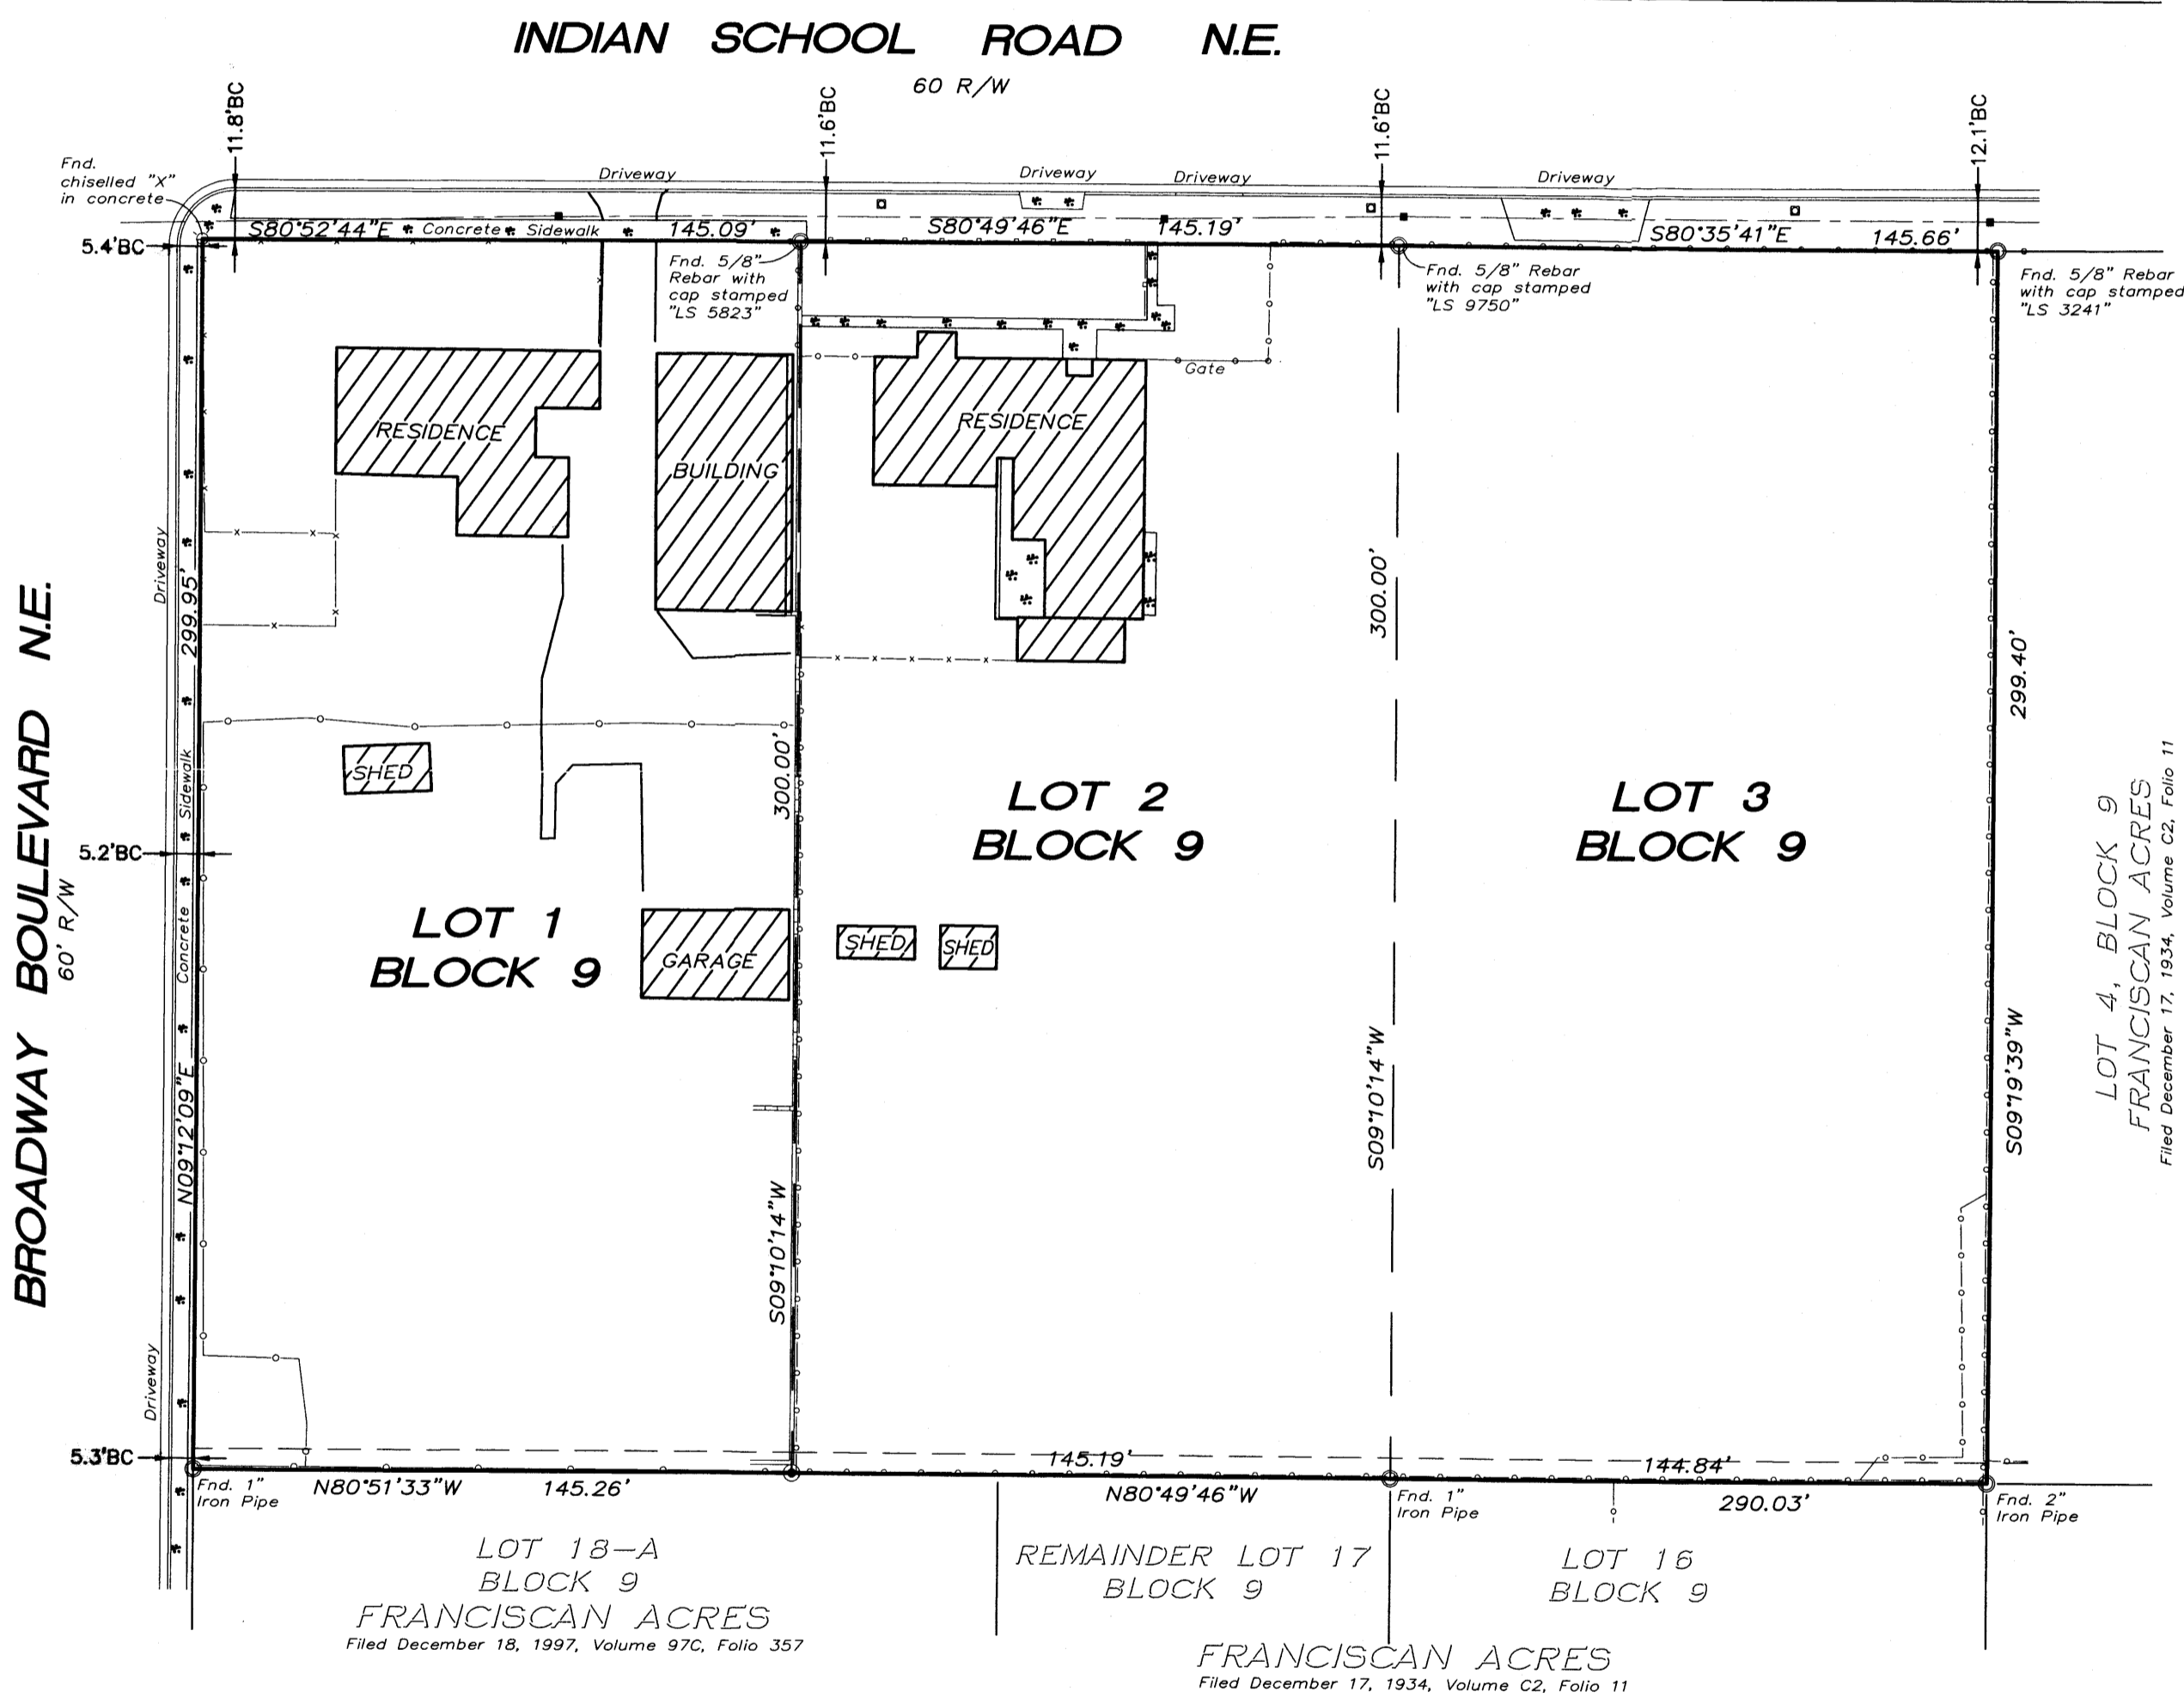 INDIAN SCHOOL ROAD N.E.
60 R/W
11.8'BC
11.6'BC
11.6'BC
12.1'BC
Fnd.
chiselled "X"
in concrete
Driveway
Driveway
Driveway
Driveway
5.4'BC
S80°52'44"E
Concrete Sidewalk
145.09'
S80°49'46"E
145.19'
S80°35'41"E
145.66'
Fnd. 5/8"
Rebar with
cap stamped
"LS 5823"
Fnd. 5/8" Rebar
with cap stamped
"LS 9750"
Fnd. 5/8" Rebar
with cap stamped
"LS 3241"
Gate
RESIDENCE
BUILDING
RESIDENCE
BROADWAY BOULEVARD N.E.
60' R/W
Driveway
299.95'
Sidewalk
Concrete
N09°12'09"E
Driveway
5.2'BC
5.3'BC
SHED
300.00'
S09°10'14"W
300.00'
S09°10'14"W
299.40'
S09°19'39"W
LOT 1
BLOCK 9
GARAGE
LOT 2
BLOCK 9
SHED
SHED
LOT 3
BLOCK 9
LOT 4, BLOCK 9
FRANCISCAN ACRES
Filed December 17, 1934, Volume C2, Folio 11
Fnd. 1"
Iron Pipe
N80°51'33"W
145.26'
145.19'
N80°49'46"W
Fnd. 1"
Iron Pipe
144.84'
290.03'
Fnd. 2"
Iron Pipe
LOT 18-A
BLOCK 9
FRANCISCAN ACRES
Filed December 18, 1997, Volume 97C, Folio 357
REMAINDER LOT 17
BLOCK 9
LOT 16
BLOCK 9
FRANCISCAN ACRES
Filed December 17, 1934, Volume C2, Folio 11